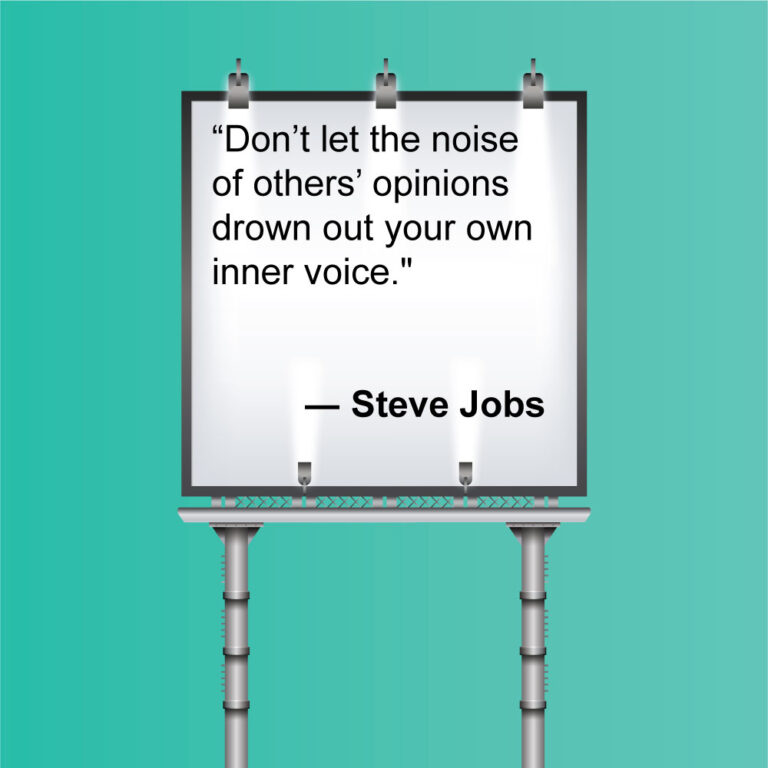 “Don’t let the noise
of others’ opinions
drown out your own
inner voice."
— Steve Jobs